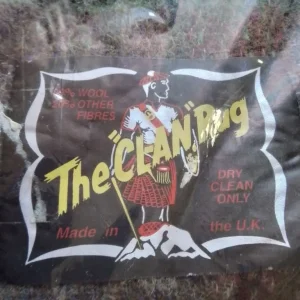 % WOOL
% OTHER
FIBRES
The "CLAN" Rug
DRY
CLEAN
ONLY
Made in the U.K.